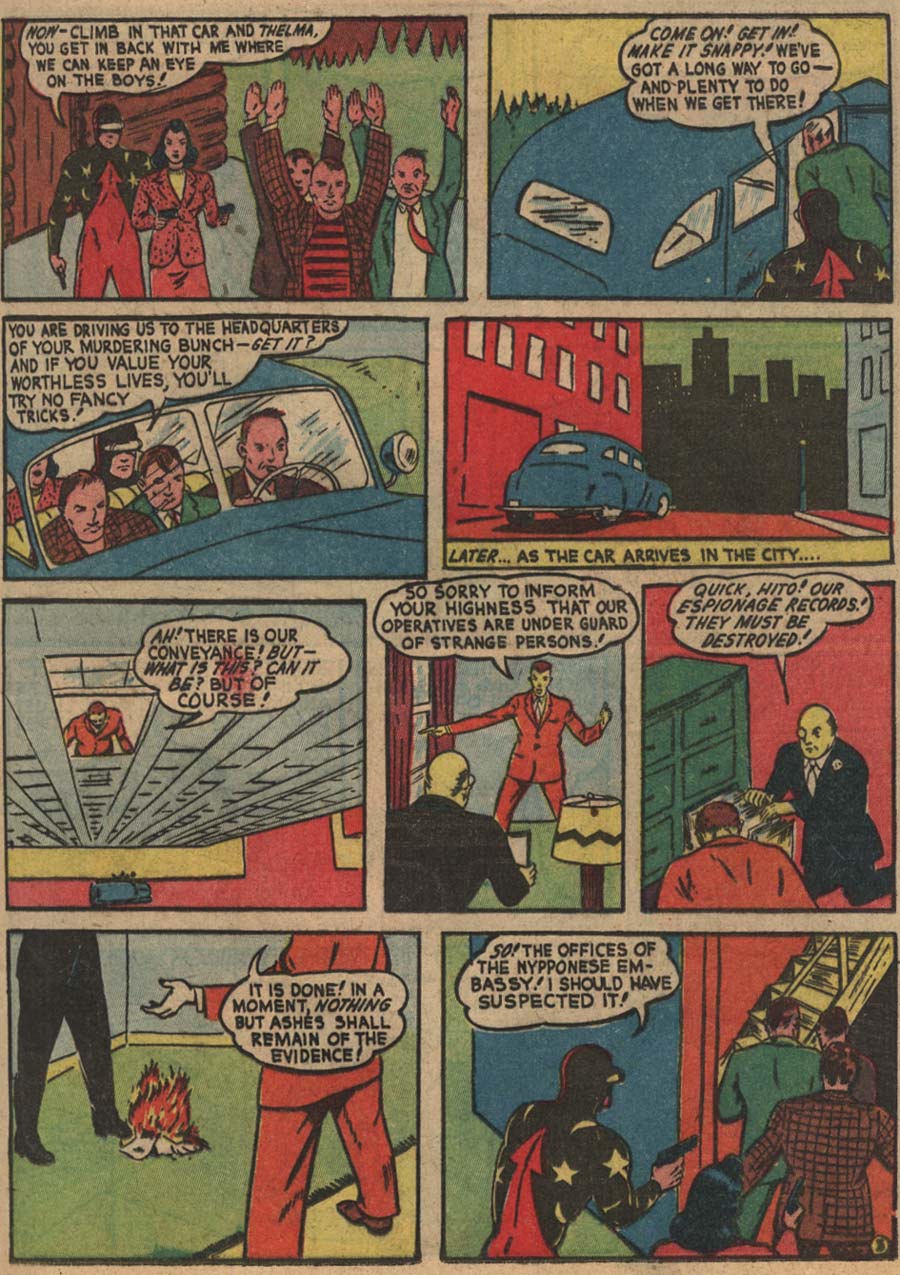 NOW-CLIMB IN THAT CAR AND THELMA,
YOU GET IN BACK WITH ME WHERE
WE CAN KEEP AN EYE
ON THE BOYS!
COME ON! GET IN!
MAKE IT SNAPPY! WE'VE
GOT A LONG WAY TO GO—
AND PLENTY TO DO
WHEN WE GET THERE!
YOU ARE DRIVING US TO THE HEADQUARTERS
OF YOUR MURDERING BUNCH—GET IT?
AND IF YOU VALUE YOUR
WORTHLESS LIVES, YOU'LL
TRY NO FANCY
TRICKS!
LATER... AS THE CAR ARRIVES IN THE CITY....
AH! THERE IS OUR
CONVEYANCE! BUT—
WHAT IS THIS? CAN IT
BE? BUT OF
COURSE!
SO SORRY TO INFORM
YOUR HIGHNESS THAT OUR
OPERATIVES ARE UNDER GUARD
OF STRANGE PERSONS!
QUICK, HITO! OUR
ESPIONAGE RECORDS!
THEY MUST BE
DESTROYED!
IT IS DONE! IN A
MOMENT, NOTHING
BUT ASHES SHALL
REMAIN OF THE
EVIDENCE!
SO! THE OFFICES OF
THE NYPPONESE EM-
BASSY! I SHOULD HAVE
SUSPECTED IT!
3